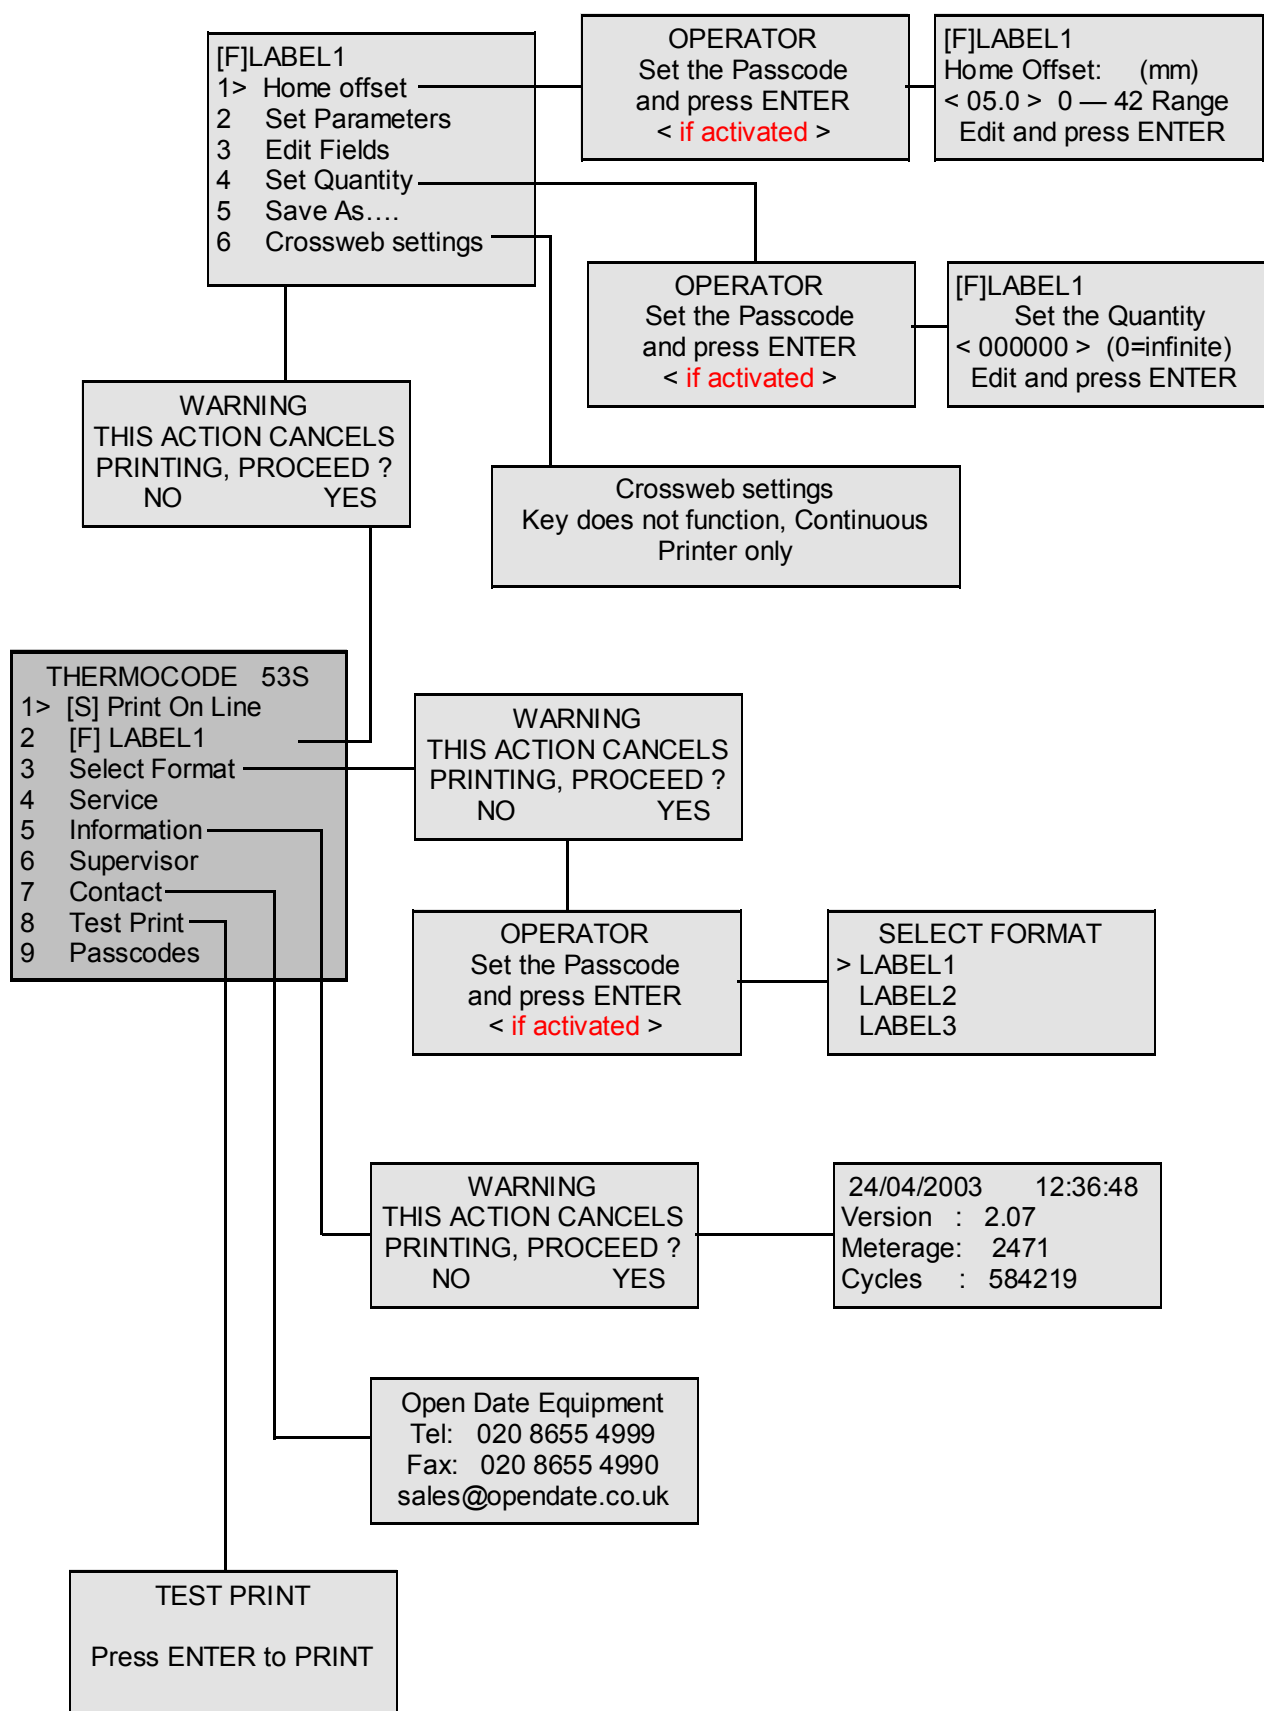 [F]LABEL1
1> Home offset
2 Set Parameters
3 Edit Fields
4 Set Quantity
5 Save As....
6 Crossweb settings
OPERATOR
Set the Passcode
and press ENTER
< if activated >
[F]LABEL1
Home Offset: (mm)
< 05.0 > 0 — 42 Range
Edit and press ENTER
OPERATOR
Set the Passcode
and press ENTER
< if activated >
[F]LABEL1
Set the Quantity
< 000000 > (0=infinite)
Edit and press ENTER
WARNING
THIS ACTION CANCELS
PRINTING, PROCEED ?
NO YES
Crossweb settings
Key does not function, Continuous
Printer only
THERMOCODE 53S
1> [S] Print On Line
2 [F] LABEL1
3 Select Format
4 Service
5 Information
6 Supervisor
7 Contact
8 Test Print
9 Passcodes
WARNING
THIS ACTION CANCELS
PRINTING, PROCEED ?
NO YES
OPERATOR
Set the Passcode
and press ENTER
< if activated >
SELECT FORMAT
> LABEL1
LABEL2
LABEL3
WARNING
THIS ACTION CANCELS
PRINTING, PROCEED ?
NO YES
24/04/2003 12:36:48
Version : 2.07
Meterage: 2471
Cycles : 584219
Open Date Equipment
Tel: 020 8655 4999
Fax: 020 8655 4990
sales@opendate.co.uk
TEST PRINT
Press ENTER to PRINT